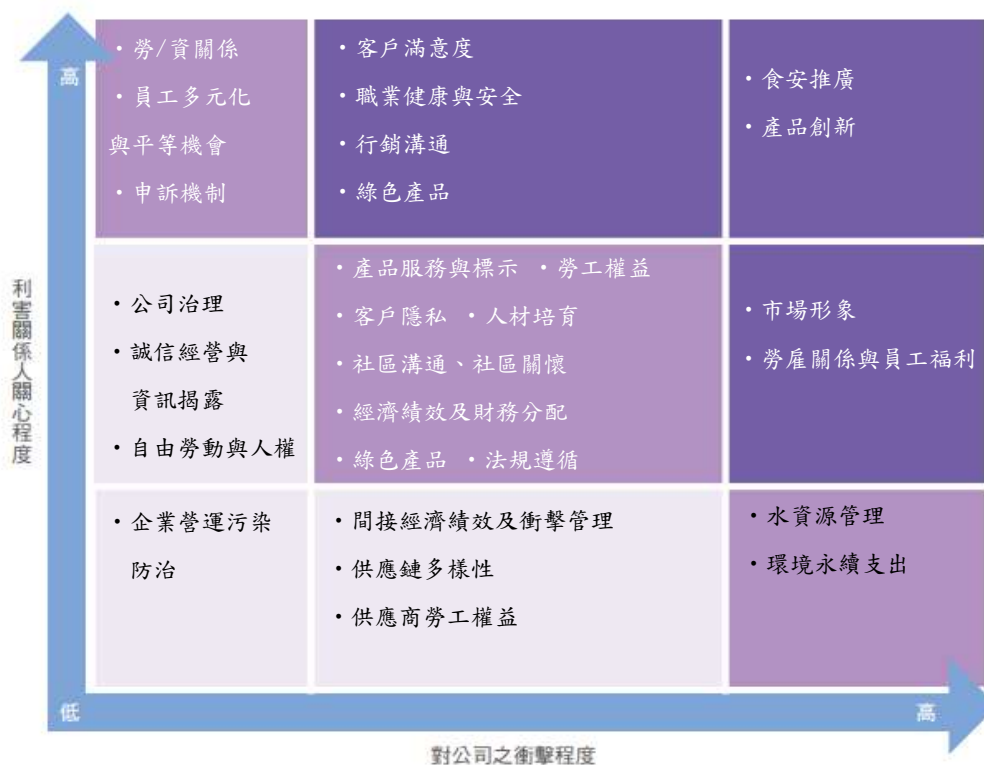 高
・勞/資關係
・員工多元化
與平等機會
・申訴機制
・客戶滿意度
・職業健康與安全
・行銷溝通
・綠色產品
・食安推廣
・產品創新
利害關係人關心程度
・公司治理
・誠信經營與
資訊揭露
・自由勞動與人權
・產品服務與標示 ・勞工權益
・客戶隱私 ・人材培育
・社區溝通、社區關懷
・經濟績效及財務分配
・綠色產品 ・法規遵循
・市場形象
・勞雇關係與員工福利
・企業營運污染
防治
・間接經濟績效及衝擊管理
・供應鏈多樣性
・供應商勞工權益
・水資源管理
・環境永續支出
低
高
對公司之衝擊程度